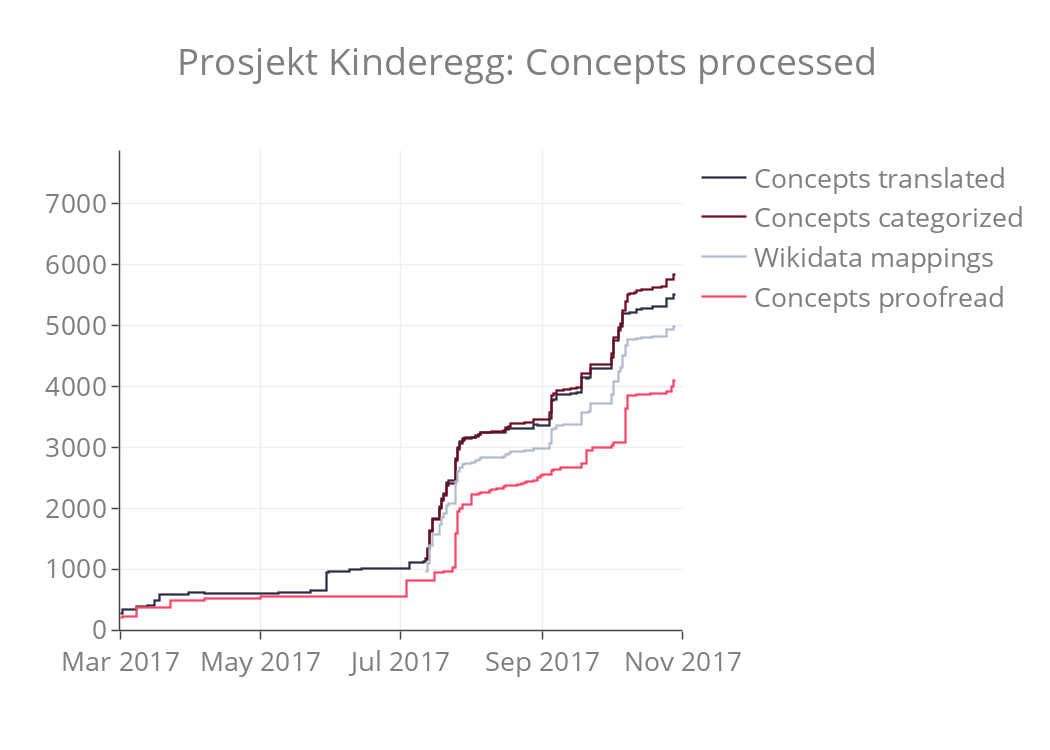 Prosjekt Kinderegg: Concepts processed
Concepts translated
Concepts categorized
Wikidata mappings
Concepts proofread
7000
6000
5000
4000
3000
2000
1000
0
Mar 2017 May 2017 Jul 2017 Sep 2017 Nov 2017